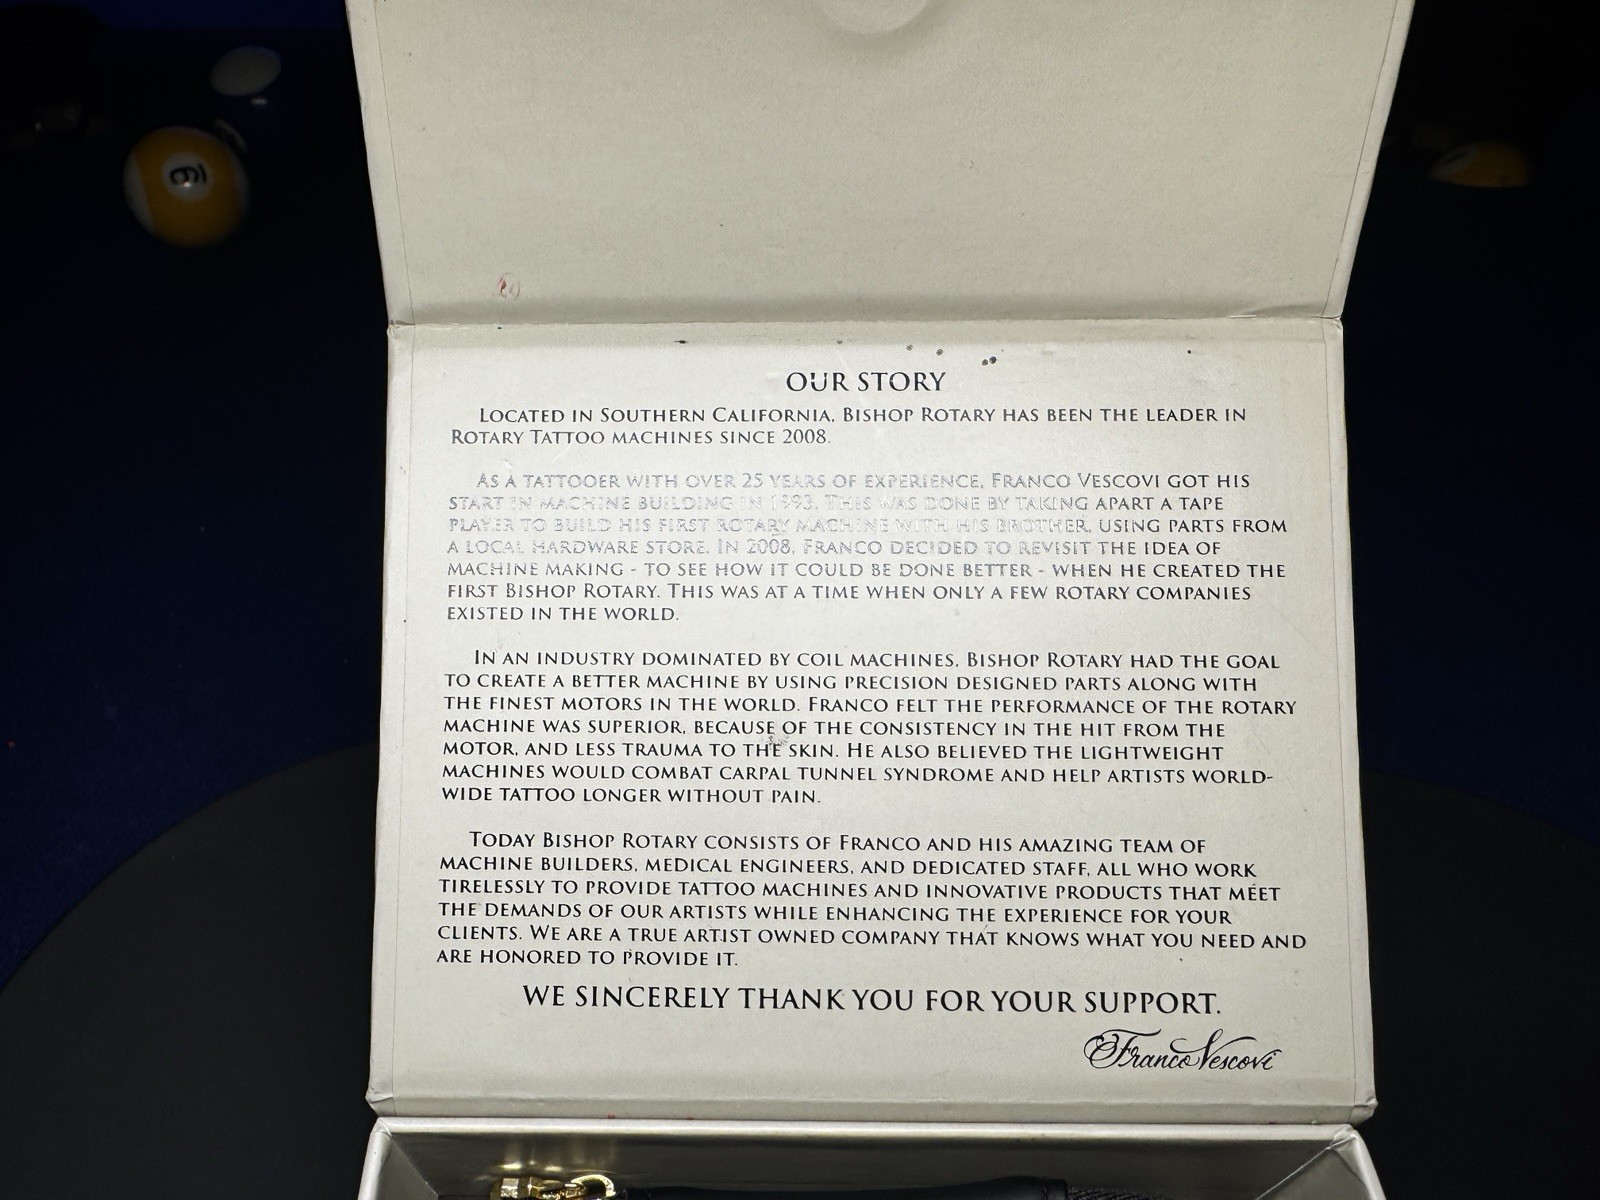 9
OUR STORY
LOCATED IN SOUTHERN CALIFORNIA, BISHOP ROTARY HAS BEEN THE LEADER IN
ROTARY TATTOO MACHINES SINCE 2008.
AS A TATTOOER WITH OVER 25 YEARS OF EXPERIENCE, FRANCO VESCOVI GOT HIS
START IN MACHINE BUILDING IN 1993. THIS WAS DONE BY TAKING APART A TAPE
PLAYER TO BUILD HIS FIRST ROTARY MACHINE WITH HIS BROTHER, USING PARTS FROM
A LOCAL HARDWARE STORE. IN 2008, FRANCO DECIDED TO REVISIT THE IDEA OF
MACHINE MAKING - TO SEE HOW IT COULD BE DONE BETTER - WHEN HE CREATED THE
FIRST BISHOP ROTARY. THIS WAS AT A TIME WHEN ONLY A FEW ROTARY COMPANIES
EXISTED IN THE WORLD.
IN AN INDUSTRY DOMINATED BY COIL MACHINES, BISHOP ROTARY HAD THE GOAL
TO CREATE A BETTER MACHINE BY USING PRECISION DESIGNED PARTS ALONG WITH
THE FINEST MOTORS IN THE WORLD. FRANCO FELT THE PERFORMANCE OF THE ROTARY
MACHINE WAS SUPERIOR, BECAUSE OF THE CONSISTENCY IN THE HIT FROM THE
MOTOR, AND LESS TRAUMA TO THE SKIN. HE ALSO BELIEVED THE LIGHTWEIGHT
MACHINES WOULD COMBAT CARPAL TUNNEL SYNDROME AND HELP ARTISTS WORLD-
WIDE TATTOO LONGER WITHOUT PAIN.
TODAY BISHOP ROTARY CONSISTS OF FRANCO AND HIS AMAZING TEAM OF
MACHINE BUILDERS, MEDICAL ENGINEERS, AND DEDICATED STAFF, ALL WHO WORK
TIRELESSLY TO PROVIDE TATTOO MACHINES AND INNOVATIVE PRODUCTS THAT MEET
THE DEMANDS OF OUR ARTISTS WHILE ENHANCING THE EXPERIENCE FOR YOUR
CLIENTS. WE ARE A TRUE ARTIST OWNED COMPANY THAT KNOWS WHAT YOU NEED AND
ARE HONORED TO PROVIDE IT.
WE SINCERELY THANK YOU FOR YOUR SUPPORT.
Franco Vescovi